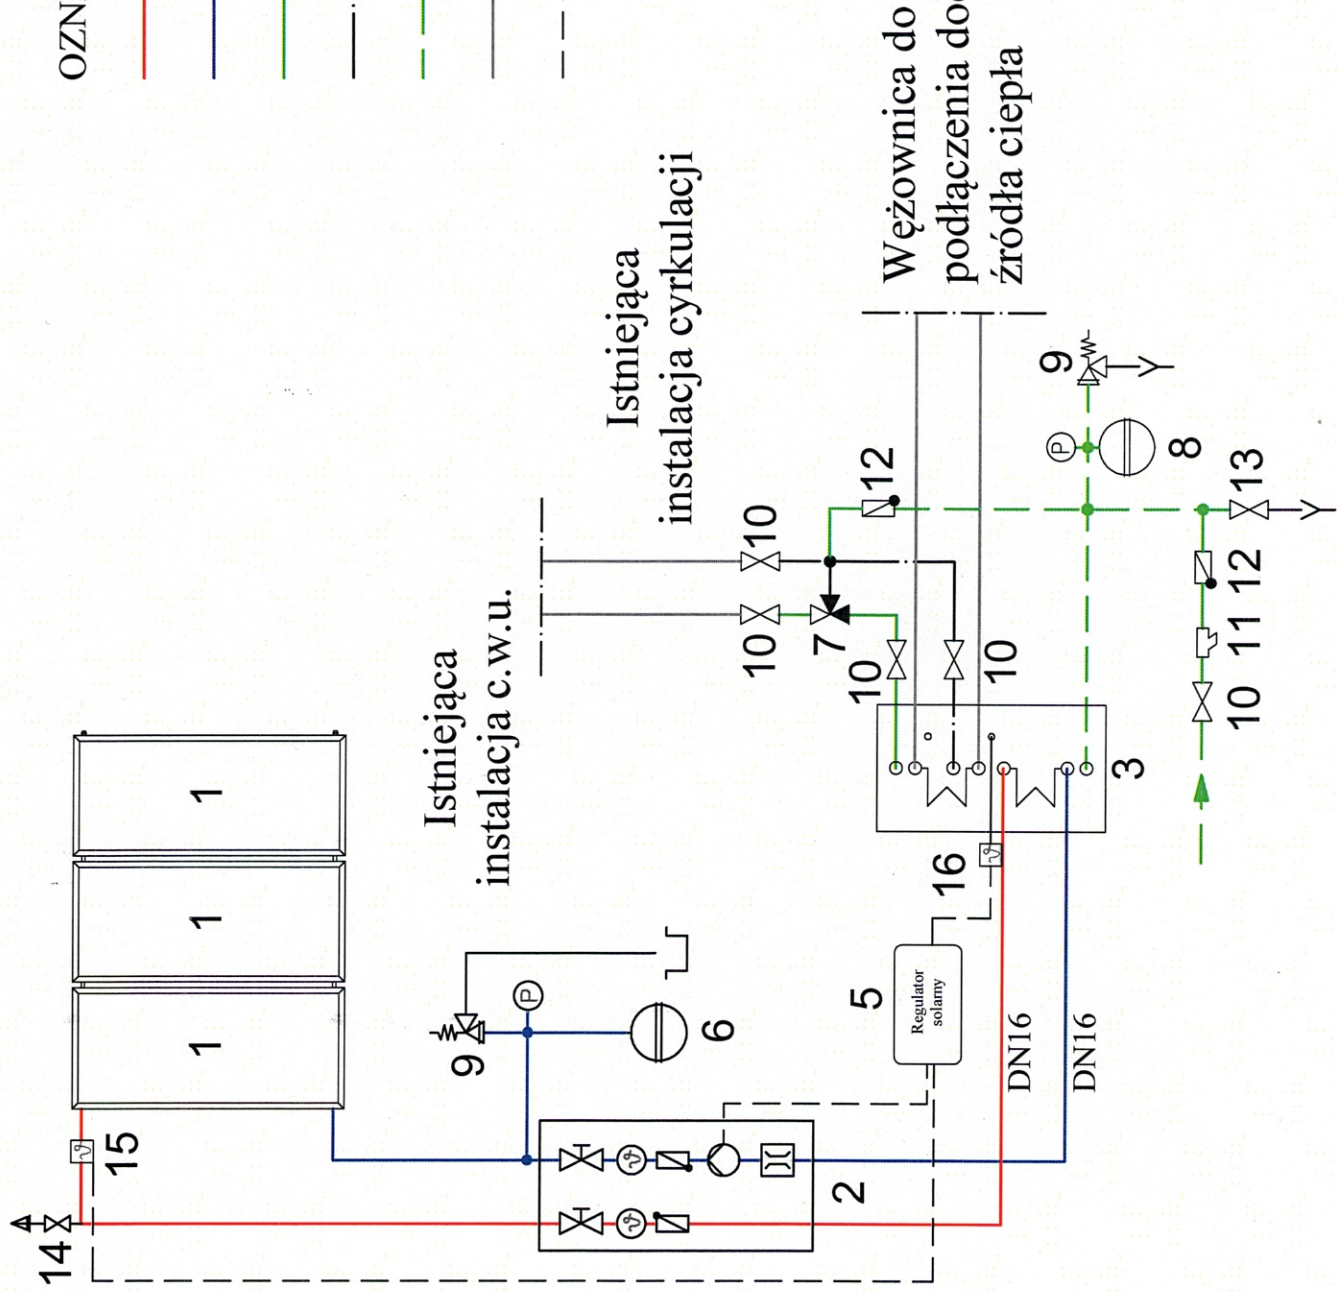 OZN
1
1
1
15
14
Istniejąca
instalacja c.w.u.
Istniejąca
instalacja cyrkulacji
Wężownica do
podłączenia do
źródła ciepła
9
P
6
2
5
Regulator
solarny
16
DN16
DN16
3
10
10
7
10
10
12
9
P
8
13
12
11
10